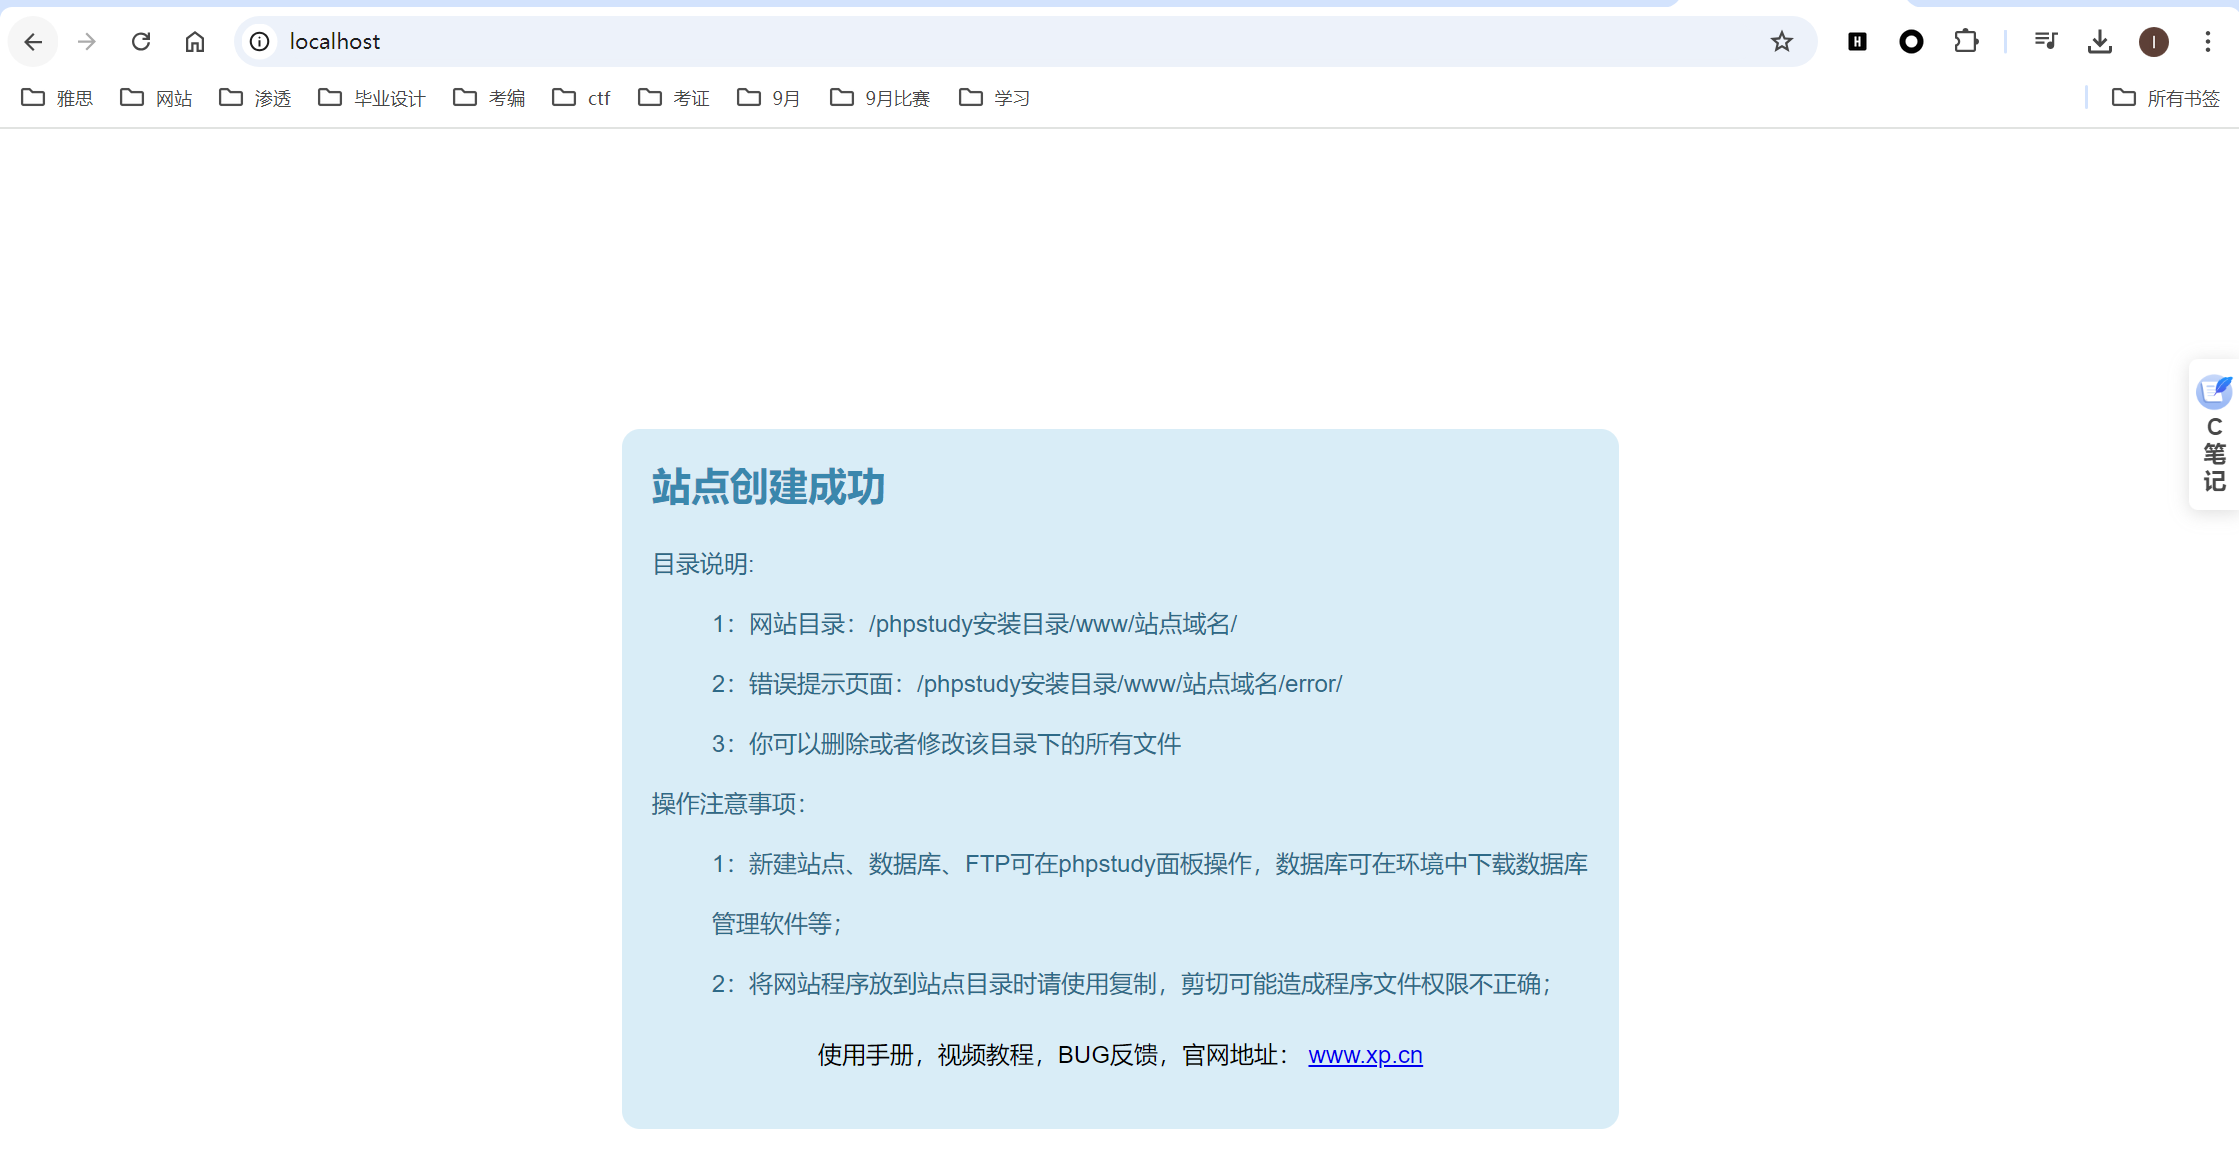 localhost
雅思 网站 渗透 毕业设计 考编 ctf 考证 9月 9月比赛 学习 所有书签
站点创建成功
目录说明:
1：网站目录：/phpstudy安装目录/www/站点域名/
2：错误提示页面：/phpstudy安装目录/www/站点域名/error/
3：你可以删除或者修改该目录下的所有文件
操作注意事项：
1：新建站点、数据库、FTP可在phpstudy面板操作，数据库可在环境中下载数据库
管理软件等；
2：将网站程序放到站点目录时请使用复制，剪切可能造成程序文件权限不正确；
使用手册，视频教程，BUG反馈，官网地址： www.xp.cn
C
笔
记